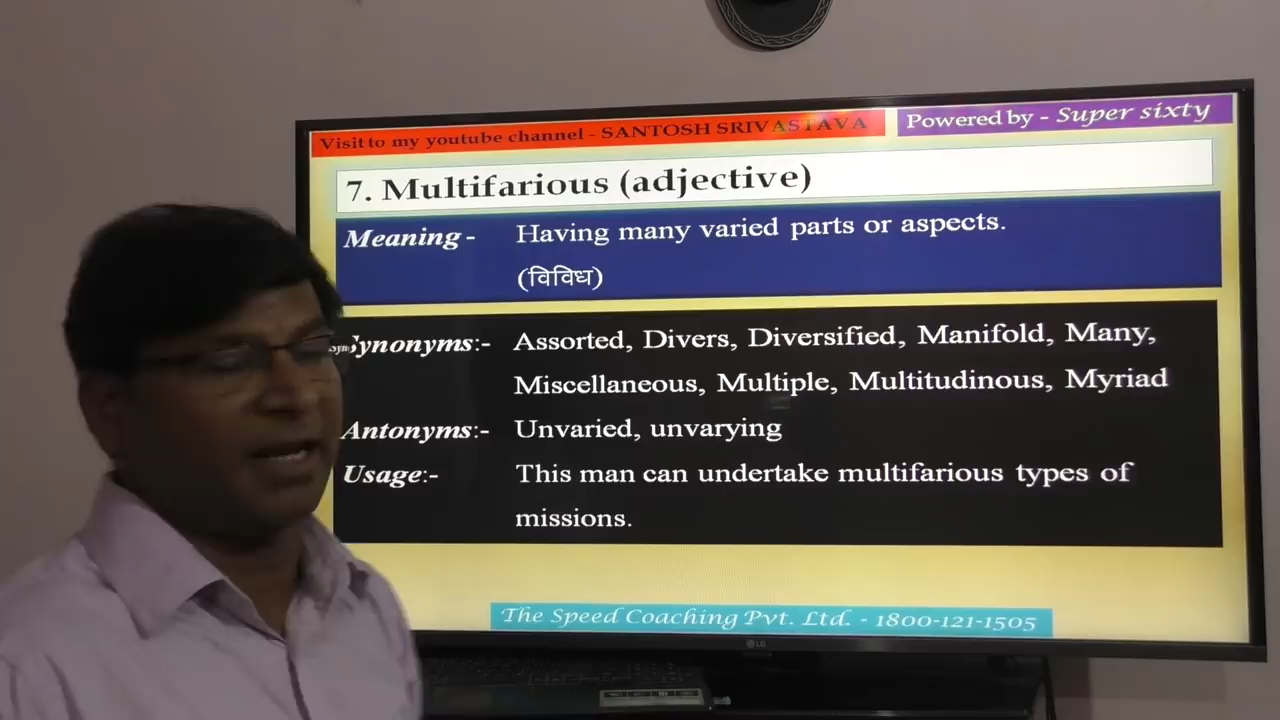 Visit to my youtube channel - SANTOSH SRIVASTAVA
Powered by - Super sixty
7. Multifarious (adjective)
Meaning - Having many varied parts or aspects.
(विविध)
Synonyms:- Assorted, Divers, Diversified, Manifold, Many,
Miscellaneous, Multiple, Multitudinous, Myriad
Antonyms:- Unvaried, unvarying
Usage:- This man can undertake multifarious types of
missions.
The Speed Coaching Pvt. Ltd. - 1800-121-1505
LG